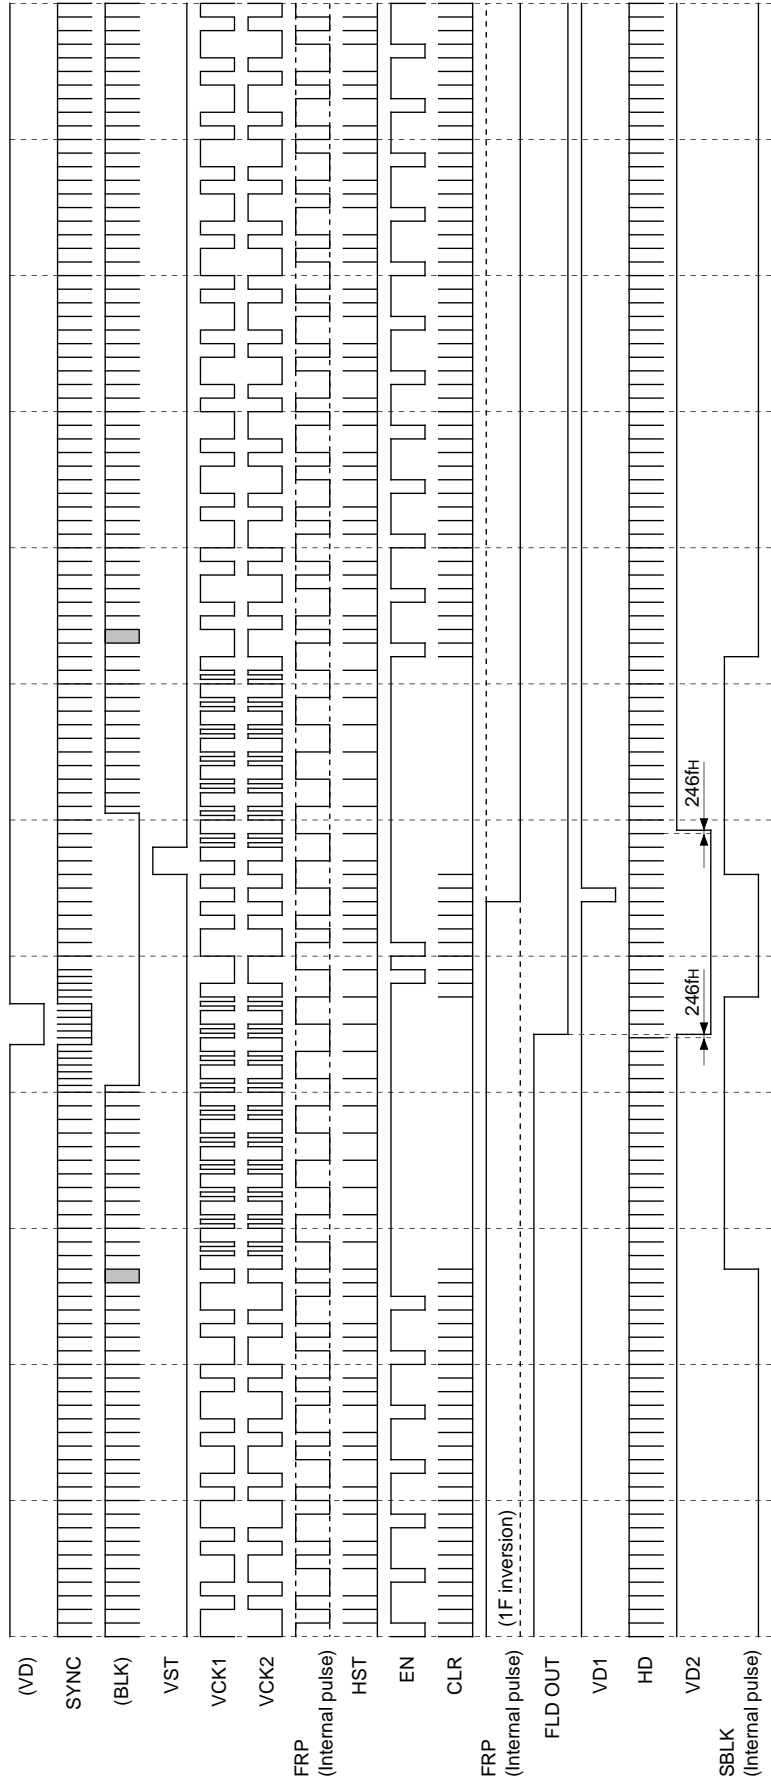 (VD)
SYNC
(BLK)
VST
VCK1
VCK2
FRP
(Internal pulse)
HST
EN
CLR
FRP
(Internal pulse)
(1F inversion)
FLD OUT
VD1
HD
VD2
246fH
246fH
SBLK
(Internal pulse)